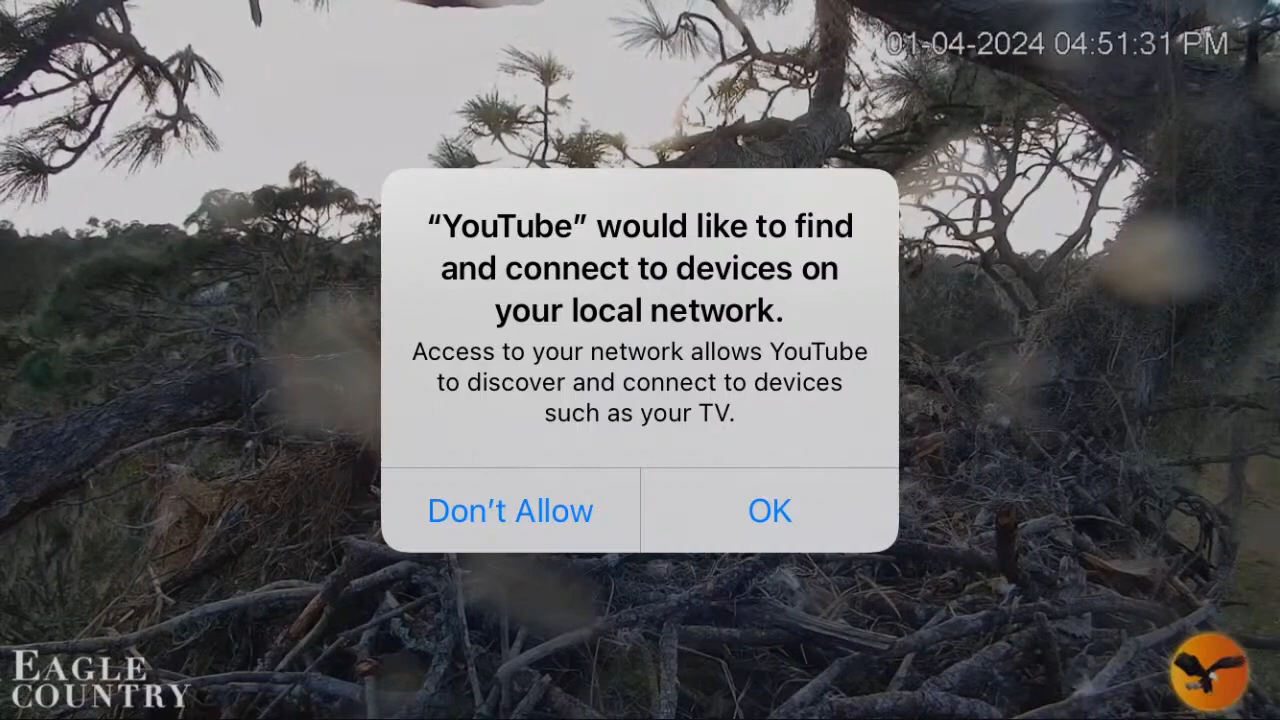 01-04-2024 04:51:31 PM
“YouTube” would like to find
and connect to devices on
your local network.
Access to your network allows YouTube
to discover and connect to devices
such as your TV.
Don’t Allow
OK
EAGLE
COUNTRY